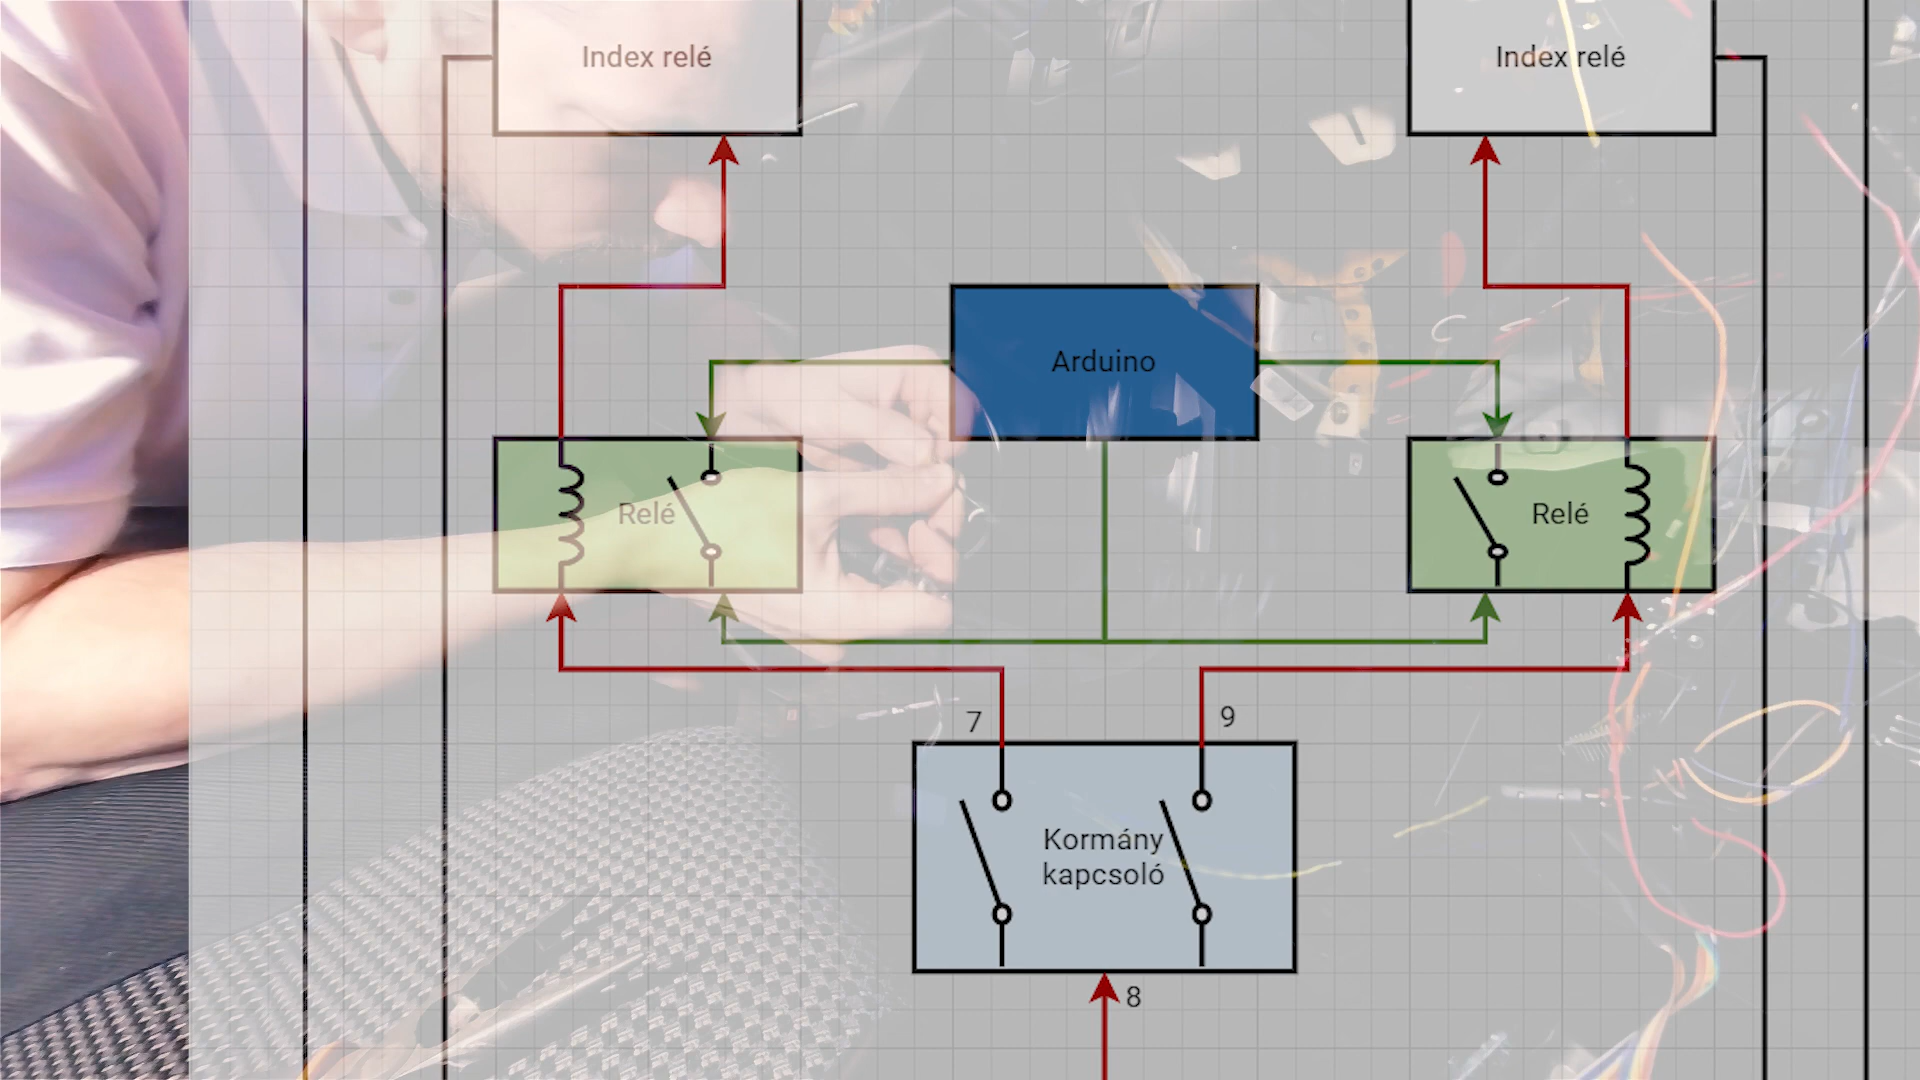 Index relé
Index relé
Arduino
Relé
Relé
7
9
Kormány
kapcsoló
8